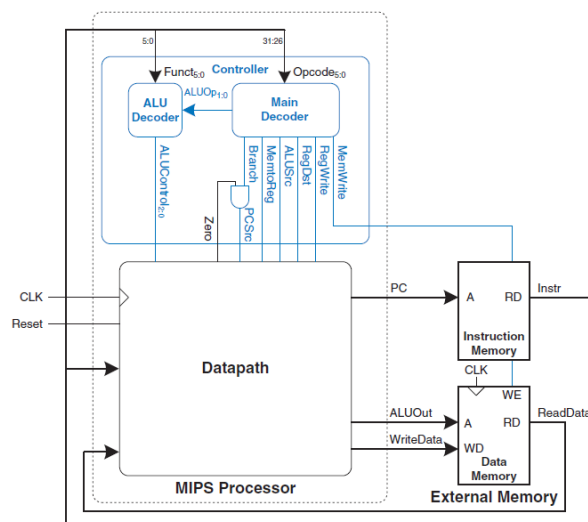 5:0
31:26
Controller
Funct5:0
Opcode5:0
ALUOp1:0
ALU
Decoder
Main
Decoder
ALUControl2:0
Zero
Branch
PCSrc
MemtoReg
ALUSrc
RegDst
RegWrite
MemWrite
CLK
Reset
Datapath
PC
A
RD
Instr
Instruction
Memory
CLK
WE
ALUOut
A
RD
ReadData
WriteData
WD
Data
Memory
MIPS Processor
External Memory